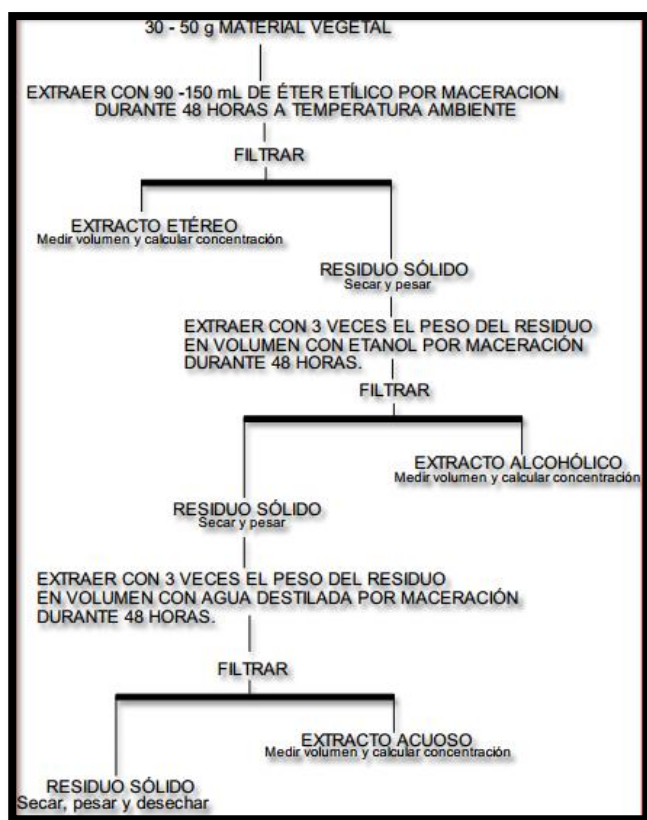 30 - 50 g MATERIAL VEGETAL
EXTRAER CON 90 -150 mL DE ÉTER ETÍLICO POR MACERACION
DURANTE 48 HORAS A TEMPERATURA AMBIENTE
FILTRAR
EXTRACTO ETÉREO
Medir volumen y calcular concentración
RESIDUO SÓLIDO
Secar y pesar
EXTRAER CON 3 VECES EL PESO DEL RESIDUO
EN VOLUMEN CON ETANOL POR MACERACIÓN
DURANTE 48 HORAS.
FILTRAR
EXTRACTO ALCOHÓLICO
Medir volumen y calcular concentración
RESIDUO SÓLIDO
Secar y pesar
EXTRAER CON 3 VECES EL PESO DEL RESIDUO
EN VOLUMEN CON AGUA DESTILADA POR MACERACIÓN
DURANTE 48 HORAS.
FILTRAR
EXTRACTO ACUOSO
Medir volumen y calcular concentración
RESIDUO SÓLIDO
Secar, pesar y desechar